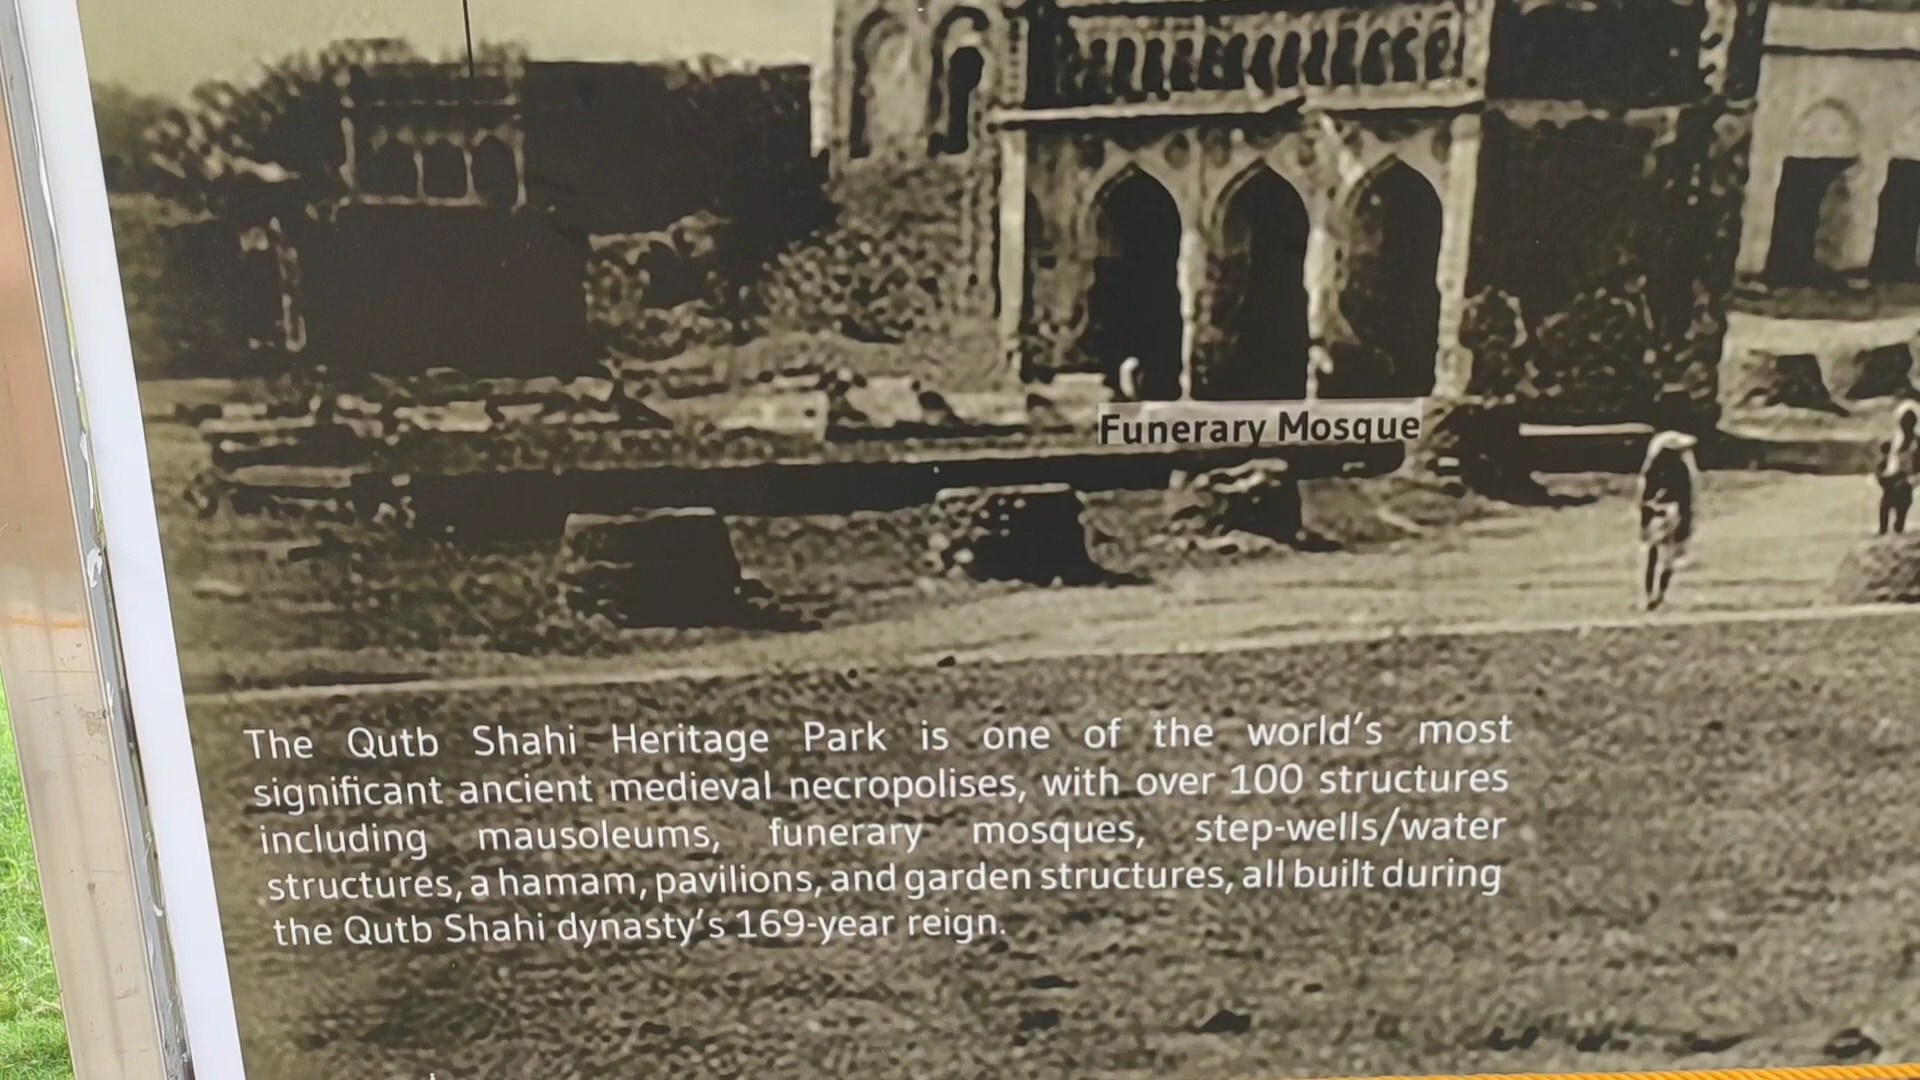 Funerary Mosque
The Qutb Shahi Heritage Park is one of the world's most
significant ancient medieval necropolises, with over 100 structures
including mausoleums, funerary mosques, step-wells/water
structures, a hamam, pavilions, and garden structures, all built during
the Qutb Shahi dynasty's 169-year reign.